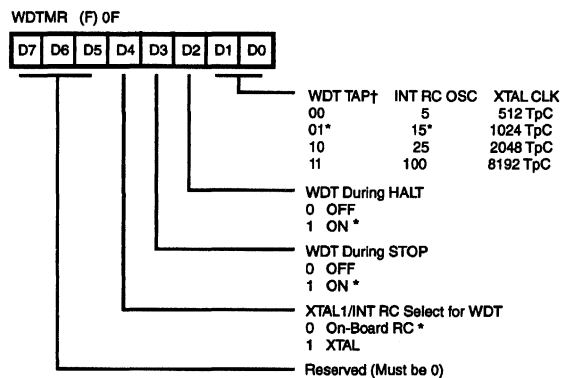 WDTMR (F) 0F
D7 D6 D5 D4 D3 D2 D1 D0
WDT TAP† INT RC OSC XTAL CLK
00 5 512 TpC
01* 15* 1024 TpC
10 25 2048 TpC
11 100 8192 TpC
WDT During HALT
0 OFF
1 ON *
WDT During STOP
0 OFF
1 ON *
XTAL1/INT RC Select for WDT
0 On-Board RC *
1 XTAL
Reserved (Must be 0)